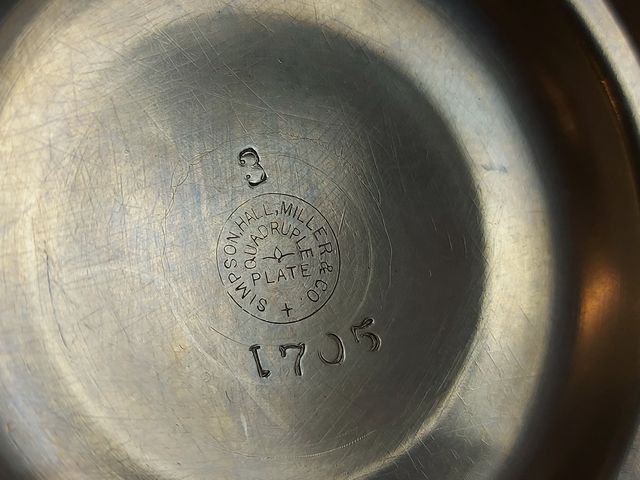 3
SIMPSON, HALL, MILLER & CO.
QUADRUPLE
PLATE
1705